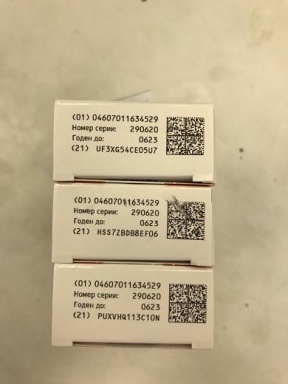 (01) 04607011634529
Номер серии: 290620
Годен до: 0623
(21) UF3XG54CE05U7
(01) 04607011634529
Номер серии: 290620
Годен до: 0623
(21) HSS7ZBDB8EF06
(01) 04607011634529
Номер серии: 290620
Годен до: 0623
(21) PUXVHQ113C10N